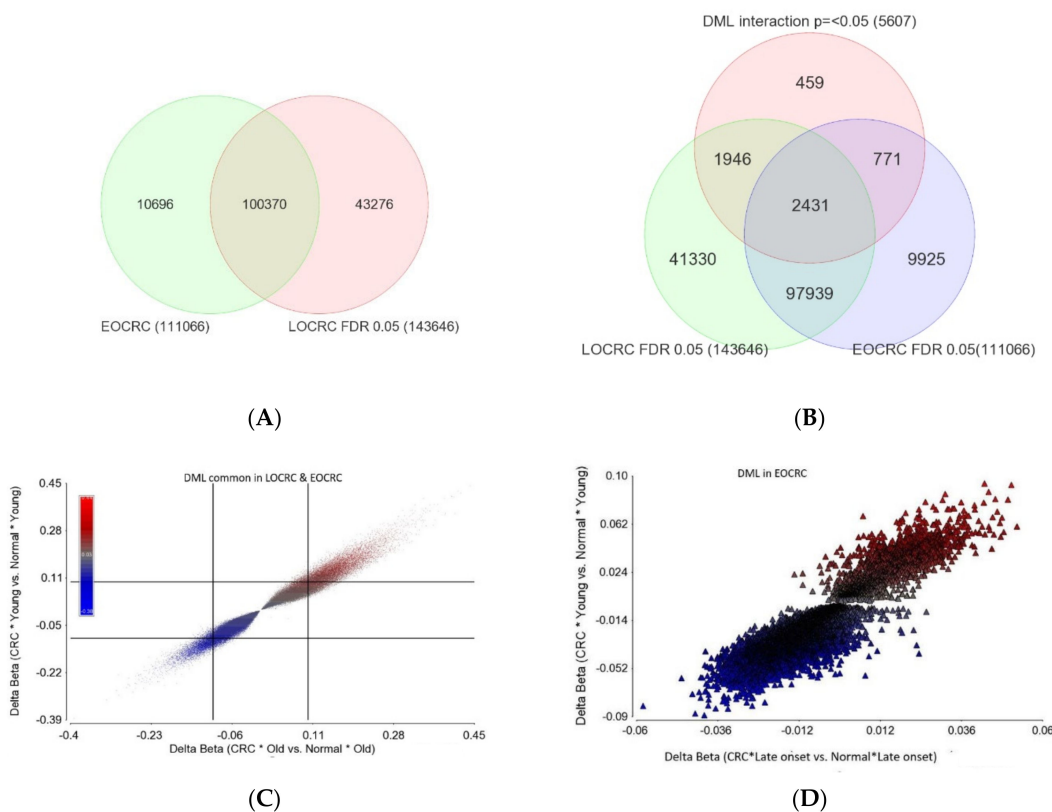 DML interaction p=<0.05 (5607)
459
1946
771
2431
41330
9925
97939
LOCRC FDR 0.05 (143646)
EOCRC FDR 0.05(111066)
10696
100370
43276
EOCRC (111066)
LOCRC FDR 0.05 (143646)
(A)
(B)
DML common in LOCRC & EOCRC
0.45
0.28
0.11
-0.05
-0.22
-0.39
-0.4
-0.23
-0.06
0.11
0.28
0.45
Delta Beta (CRC * Young vs. Normal * Young)
Delta Beta (CRC * Old vs. Normal * Old)
DML in EOCRC
0.10
0.062
0.024
-0.014
-0.052
-0.09
-0.06
-0.036
-0.012
0.012
0.036
0.06
Delta Beta (CRC * Young vs. Normal * Young)
Delta Beta (CRC*Late onset vs. Normal*Late onset)
(C)
(D)